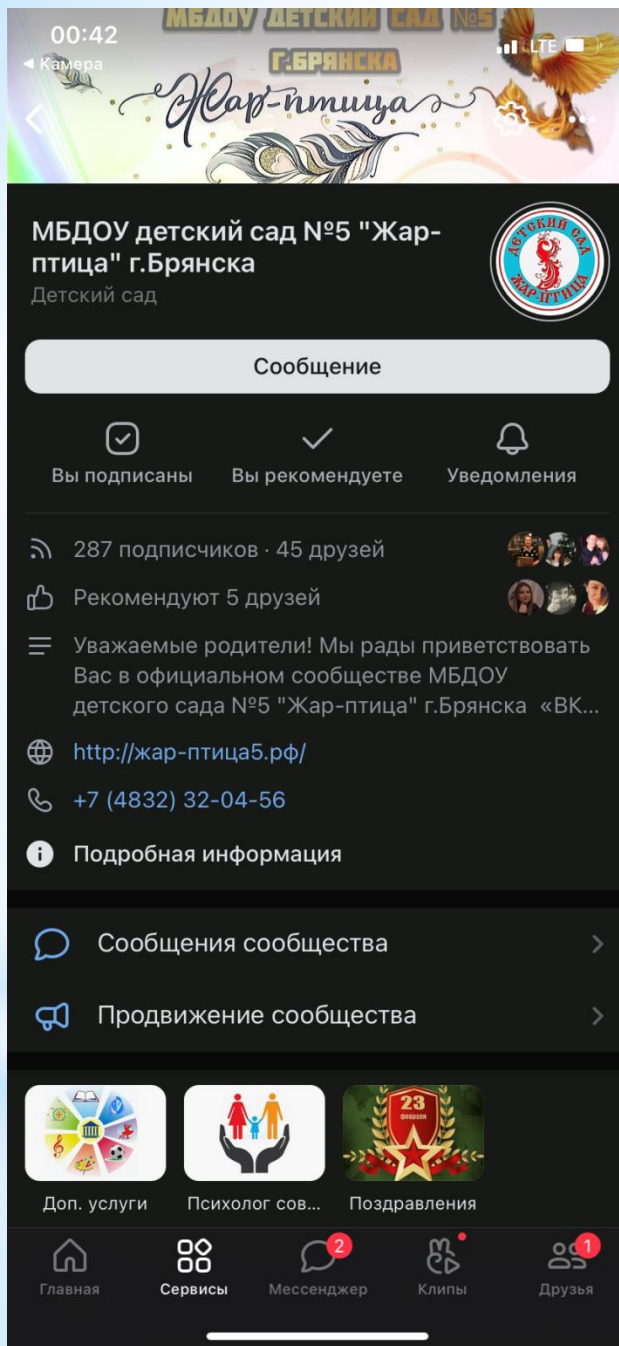 МБДОУ ДЕТСКИЙ САД №5
00:42
LTE
Камера
Г.БРЯНСКА
Жар-птица
МБДОУ детский сад №5 "Жар-
птица" г.Брянска
ДЕТСКИЙ САД
ЖАР-ПТИЦА
Детский сад
Сообщение
Вы подписаны
Вы рекомендуете
Уведомления
287 подписчиков · 45 друзей
Рекомендуют 5 друзей
Уважаемые родители! Мы рады приветствовать
Вас в официальном сообществе МБДОУ
детского сада №5 "Жар-птица" г.Брянска «ВК...
http://жар-птица5.рф/
+7 (4832) 32-04-56
Подробная информация
Сообщения сообщества
Продвижение сообщества
23
февраля
Доп. услуги
Психолог сов...
Поздравления
2
1
Главная
Сервисы
Мессенджер
Клипы
Друзья